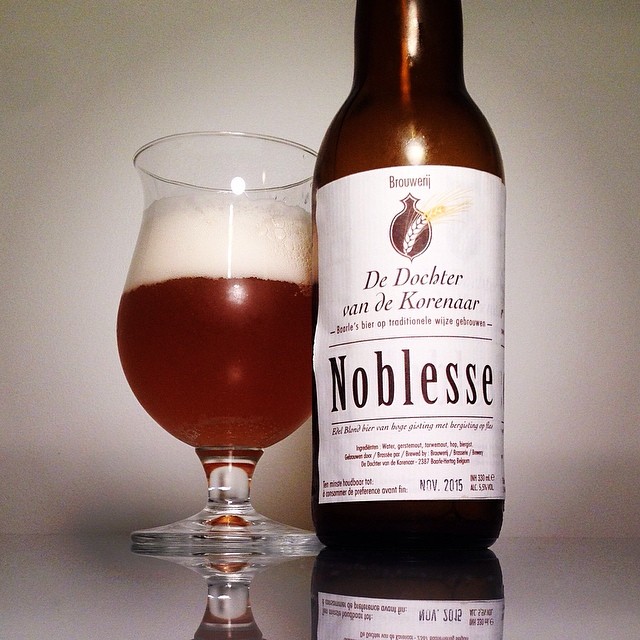 Brouwerij
De Dochter
van de Korenaar
Baarle's bier op traditionele wijze gebrouwen
Noblesse
Edel Blond bier van hoge gisting met hergisting op fles
Ingrediënten: Water, gerstemout, tarwemout, hop, biergist.
Gebrouwen door / Brassée par / Brewed by: Brouwerij / Brasserie / Brewery
De Dochter van de Korenaar - 2387 Baarle-Hertog Belgium
Ten minste houdbaar tot:
à consommer de preference avant fin: NOV. 2015
INH 330 mL e
ALC. 5,5% VOL